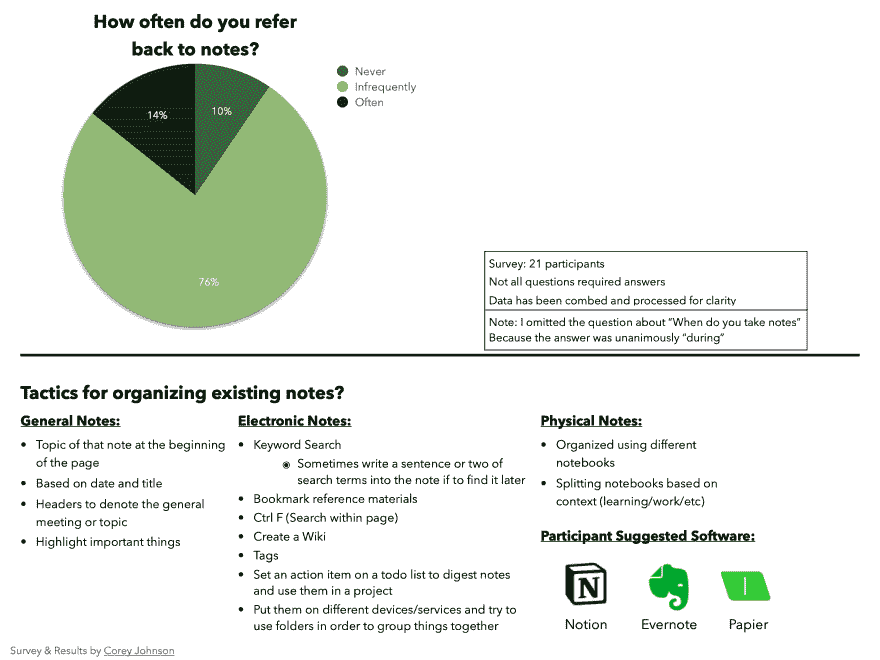 How often do you refer
back to notes?
Never
Infrequently
Often
14%
10%
76%
Survey: 21 participants
Not all questions required answers
Data has been combed and processed for clarity
Note: I omitted the question about “When do you take notes”
Because the answer was unanimously “during”
Tactics for organizing existing notes?
General Notes:
• Topic of that note at the beginning
of the page
• Based on date and title
• Headers to denote the general
meeting or topic
• Highlight important things
Electronic Notes:
• Keyword Search
◉ Sometimes write a sentence or two of
search terms into the note if to find it later
• Bookmark reference materials
• Ctrl F (Search within page)
• Create a Wiki
• Tags
• Set an action item on a todo list to digest notes
and use them in a project
• Put them on different devices/services and try to
use folders in order to group things together
Physical Notes:
• Organized using different
notebooks
• Splitting notebooks based on
context (learning/work/etc)
Participant Suggested Software:
N
Notion
Evernote
Papier
Survey & Results by Corey Johnson